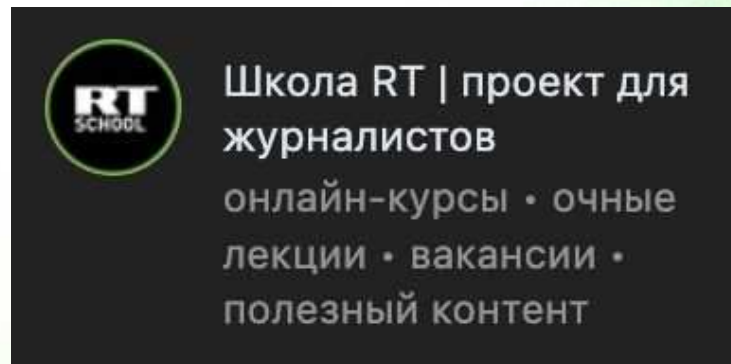 RT
SCHOOL
Школа RT | проект для
журналистов
онлайн-курсы • очные
лекции • вакансии •
полезный контент